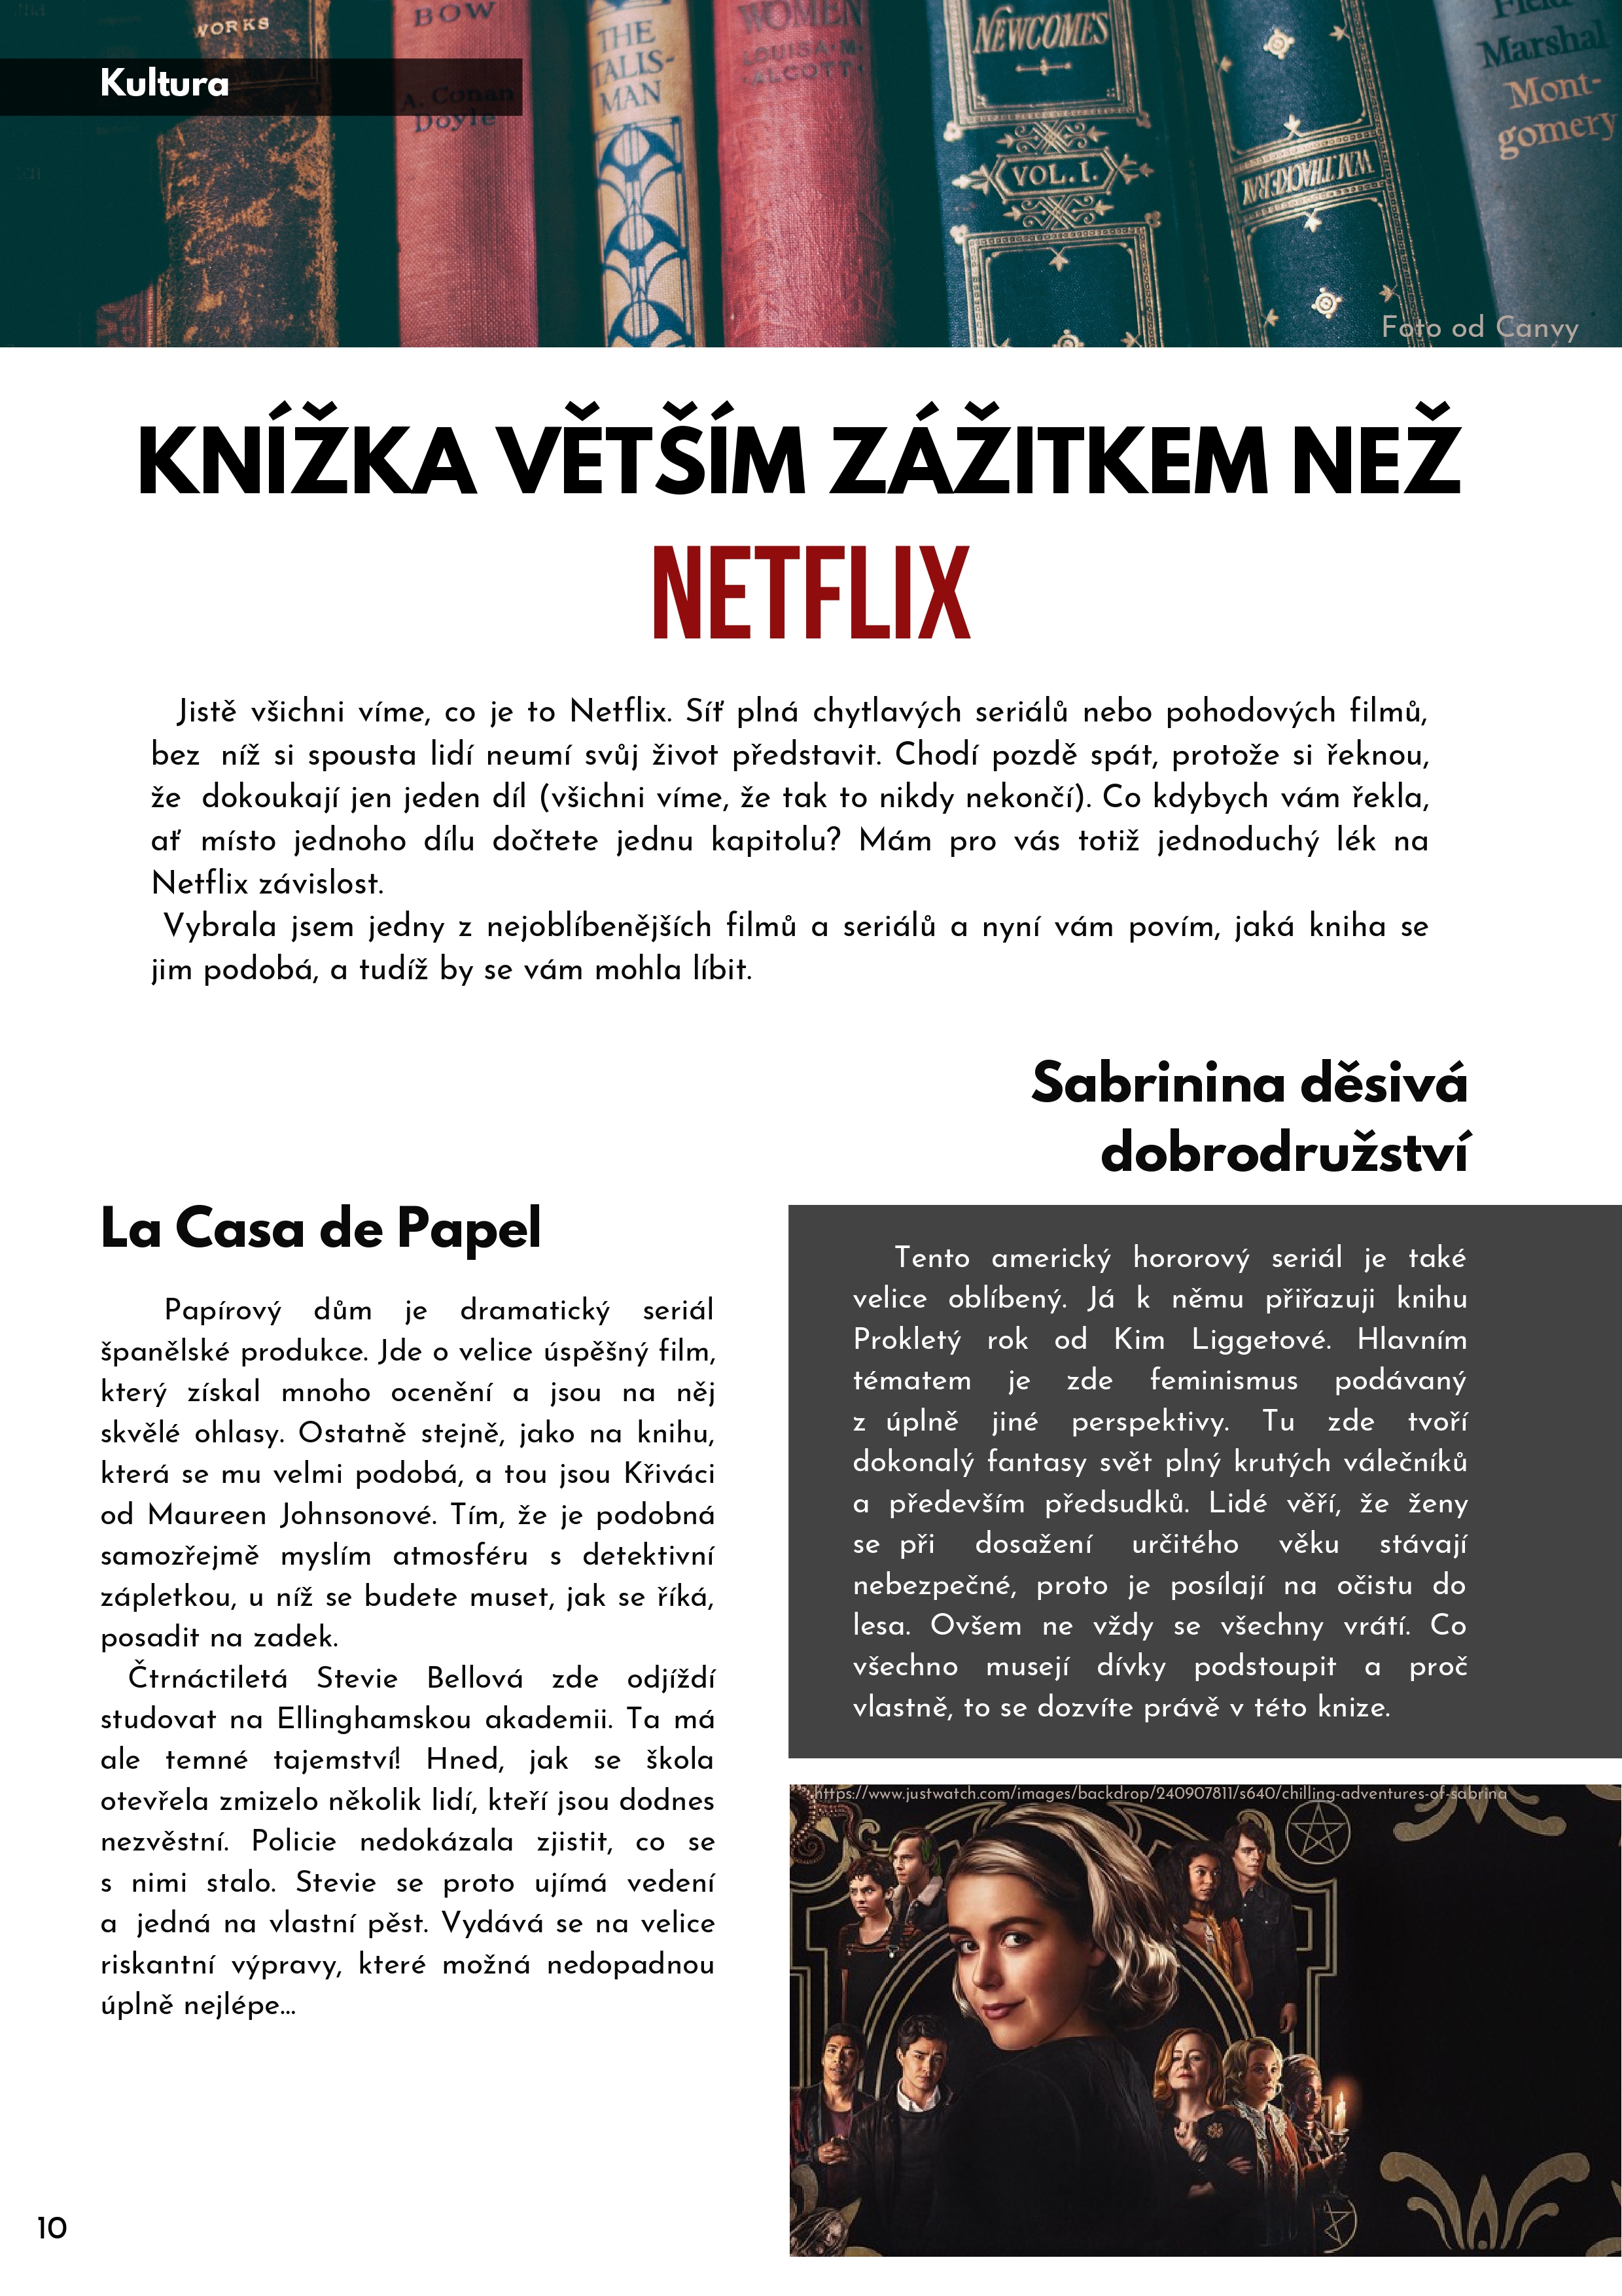 WORKS
BOW
A. Conan
Doyle
THE
TALIS-
MAN
WOMEN
LOUISA·M·
·ALCOTT·
NEWCOMES
VOL.I.
W.M.THACKERAY
Field
Marshal
Mont-
gomery
Kultura
Foto od Canvy
KNÍŽKA VĚTŠÍM ZÁŽITKEM NEŽ
NETFLIX
Jistě všichni víme, co je to Netflix. Síť plná chytlavých seriálů nebo pohodových filmů,
bez níž si spousta lidí neumí svůj život představit. Chodí pozdě spát, protože si řeknou,
že dokoukají jen jeden díl (všichni víme, že tak to nikdy nekončí). Co kdybych vám řekla,
ať místo jednoho dílu dočtete jednu kapitolu? Mám pro vás totiž jednoduchý lék na
Netflix závislost.
Vybrala jsem jedny z nejoblíbenějších filmů a seriálů a nyní vám povím, jaká kniha se
jim podobá, a tudíž by se vám mohla líbit.
La Casa de Papel
Papírový dům je dramatický seriál
španělské produkce. Jde o velice úspěšný film,
který získal mnoho ocenění a jsou na něj
skvělé ohlasy. Ostatně stejně, jako na knihu,
která se mu velmi podobá, a tou jsou Křiváci
od Maureen Johnsonové. Tím, že je podobná
samozřejmě myslím atmosféru s detektivní
zápletkou, u níž se budete muset, jak se říká,
posadit na zadek.
Čtrnáctiletá Stevie Bellová zde odjíždí
studovat na Ellinghamskou akademii. Ta má
ale temné tajemství! Hned, jak se škola
otevřela zmizelo několik lidí, kteří jsou dodnes
nezvěstní. Policie nedokázala zjistit, co se
s nimi stalo. Stevie se proto ujímá vedení
a jedná na vlastní pěst. Vydává se na velice
riskantní výpravy, které možná nedopadnou
úplně nejlépe...
Sabrinina děsivá
dobrodružství
Tento americký hororový seriál je také
velice oblíbený. Já k němu přiřazuji knihu
Prokletý rok od Kim Liggetové. Hlavním
tématem je zde feminismus podávaný
z úplně jiné perspektivy. Tu zde tvoří
dokonalý fantasy svět plný krutých válečníků
a především předsudků. Lidé věří, že ženy
se při dosažení určitého věku stávají
nebezpečné, proto je posílají na očistu do
lesa. Ovšem ne vždy se všechny vrátí. Co
všechno musejí dívky podstoupit a proč
vlastně, to se dozvíte právě v této knize.
https://www.justwatch.com/images/backdrop/240907811/s640/chilling-adventures-of-sabrina
10